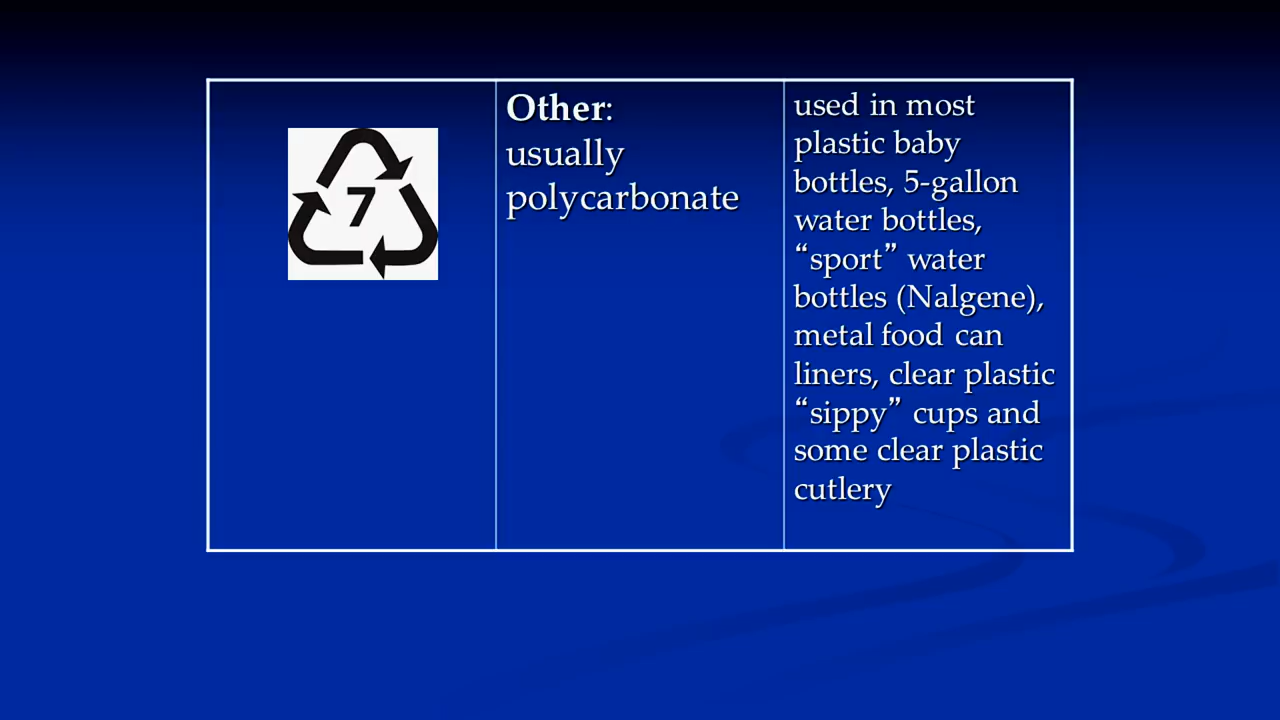 7
Other:
usually
polycarbonate
used in most
plastic baby
bottles, 5-gallon
water bottles,
“sport” water
bottles (Nalgene),
metal food can
liners, clear plastic
“sippy” cups and
some clear plastic
cutlery